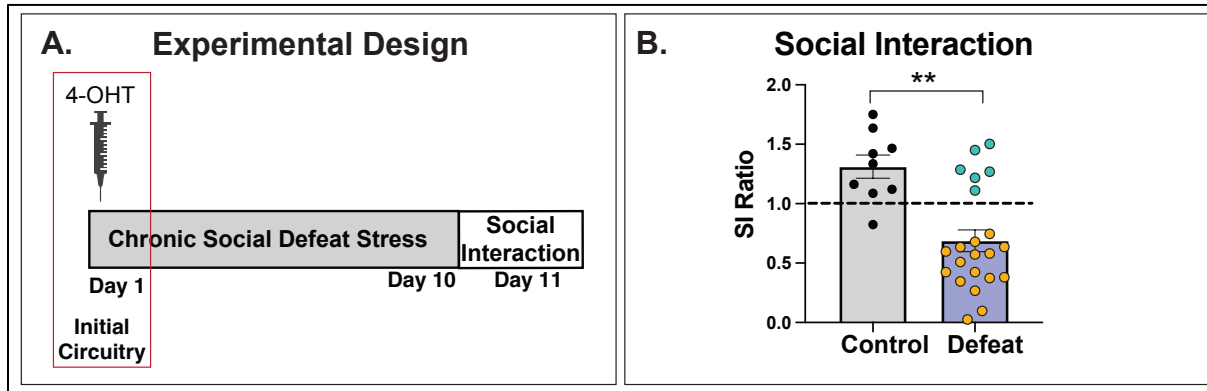 A. Experimental Design
4-OHT
Chronic Social Defeat Stress
Social
Interaction
Day 1
Day 10
Day 11
Initial
Circuitry
B. Social Interaction
**
SI Ratio
2.0
1.5
1.0
0.5
0.0
Control Defeat